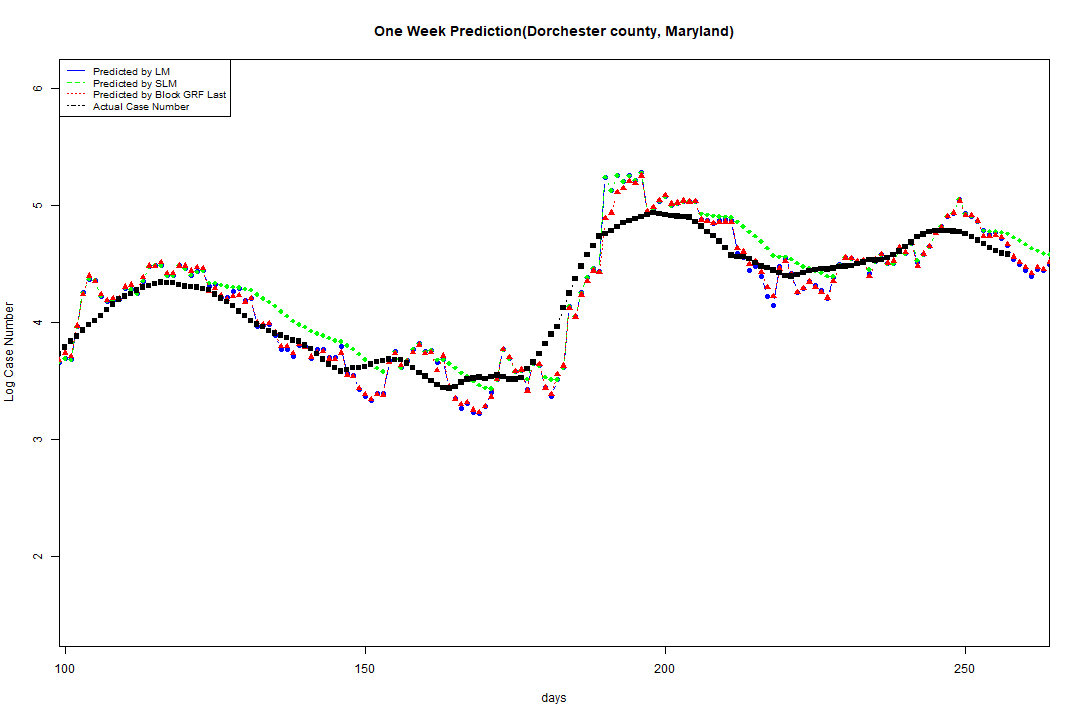 One Week Prediction(Dorchester county, Maryland)
Predicted by LM
Predicted by SLM
Predicted by Block GRF Last
Actual Case Number
6
5
4
3
2
Log Case Number
100 150 200 250
days